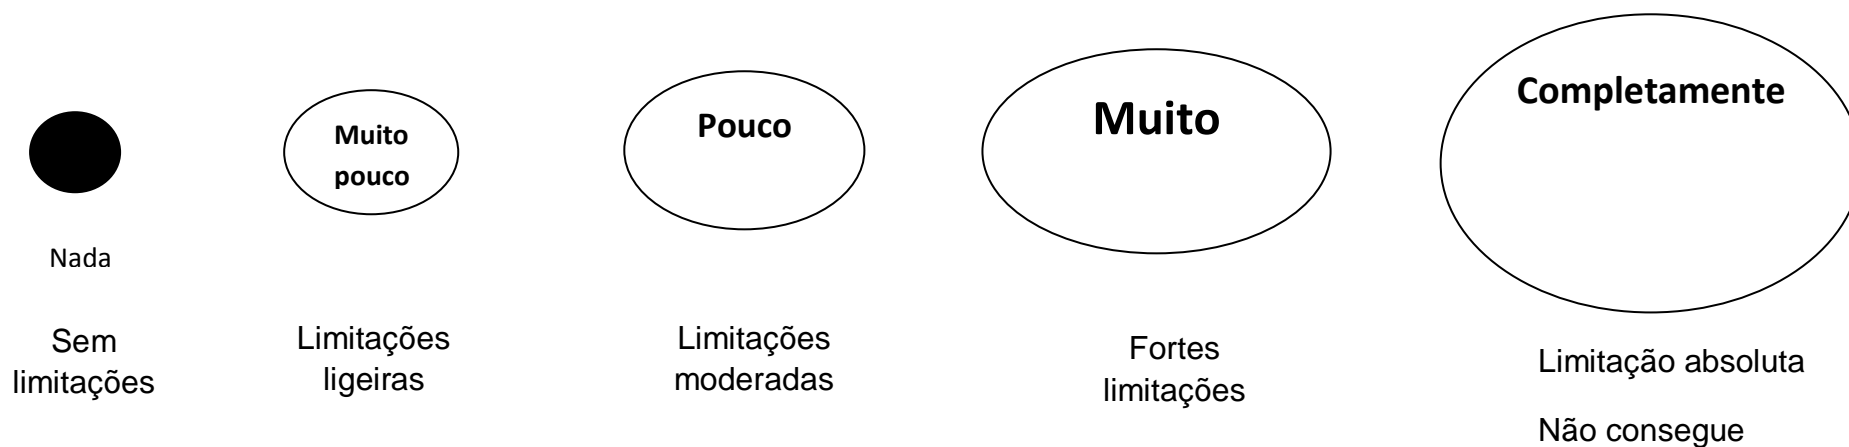 Nada
Sem
limitações
Muito
pouco
Limitações
ligeiras
Pouco
Limitações
moderadas
Muito
Fortes
limitações
Completamente
Limitação absoluta
Não consegue